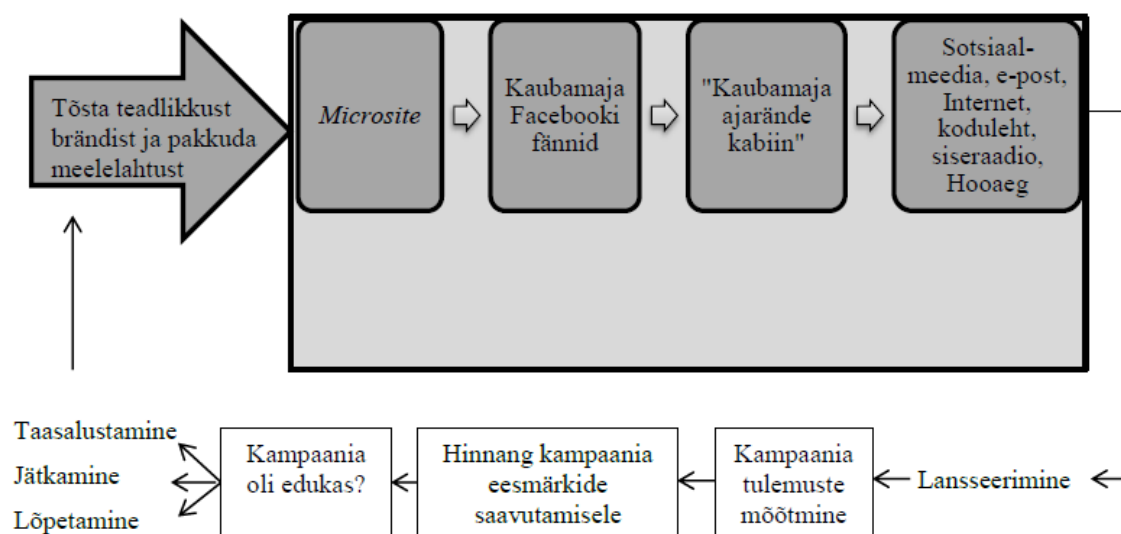 Tõsta teadlikkust
brändist ja pakkuda
meelelahtust
Microsite
Kaubamaja
Facebooki
fännid
"Kaubamaja
ajarände
kabiin"
Sotsiaal-
meedia, e-post,
Internet,
koduleht,
siseraadio,
Hooaeg
Taasalustamine
Jätkamine
Lõpetamine
Kampaania
oli edukas?
Hinnang kampaania
eesmärkide
saavutamisele
Kampaania
tulemuste
mõõtmine
Lansseerimine